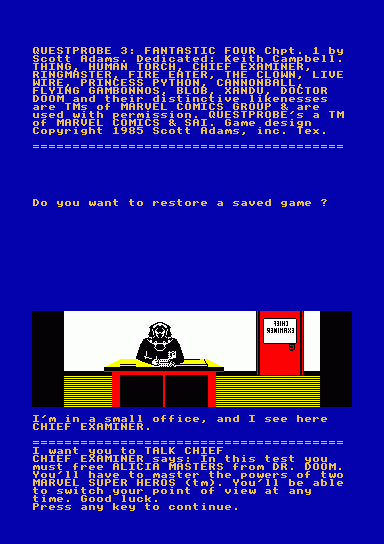 QUESTPROBE 3: FANTASTIC FOUR Chpt. 1 by
Scott Adams. Dedicated: Keith Campbell.
THING, HUMAN TORCH, CHIEF EXAMINER,
RINGMASTER, FIRE EATER, THE CLOWN, LIVE
WIRE, PRINCESS PYTHON, CANNONBALL,
FLYING GAMBONNOS, BLOB, XANDU, DOCTOR
DOOM and their distinctive likenesses
are TMs of MARVEL COMICS GROUP & are
used with permission. QUESTPROBE's a TM
of MARVEL COMICS & SAI. Game design
Copyright 1985 Scott Adams, inc. Tex.
=======================================
Do you want to restore a saved game ?
CHIEF
EXAMINER
I'm in a small office, and I see here
CHIEF EXAMINER.
=======================================
I want you to TALK CHIEF
CHIEF EXAMINER says: In this test you
must free ALICIA MASTERS from DR. DOOM.
You'll have to master the powers of two
MARVEL SUPER HEROS (tm). You'll be able
to switch your point of view at any
time. Good luck.
Press any key to continue.